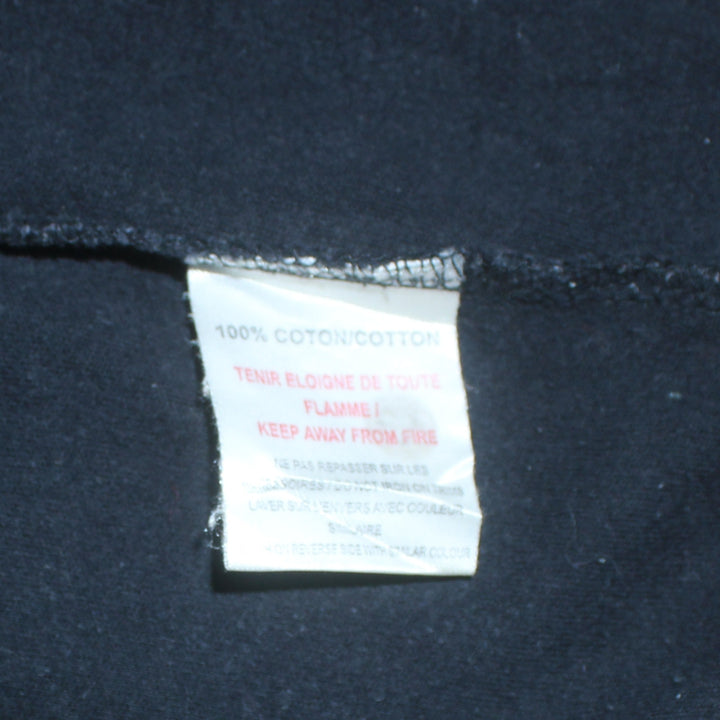 100% COTON/COTTON
TENIR ELOIGNE DE TOUTE
FLAMME /
KEEP AWAY FROM FIRE
NE PAS REPASSER SUR LRS
/ DO NOT IRON ON TRIMS
LAVER SUR L'ENVERS AVEC COULEUR
SIMILAIRE
ON REVERSE SIDE WITH SIMILAR COLOUR